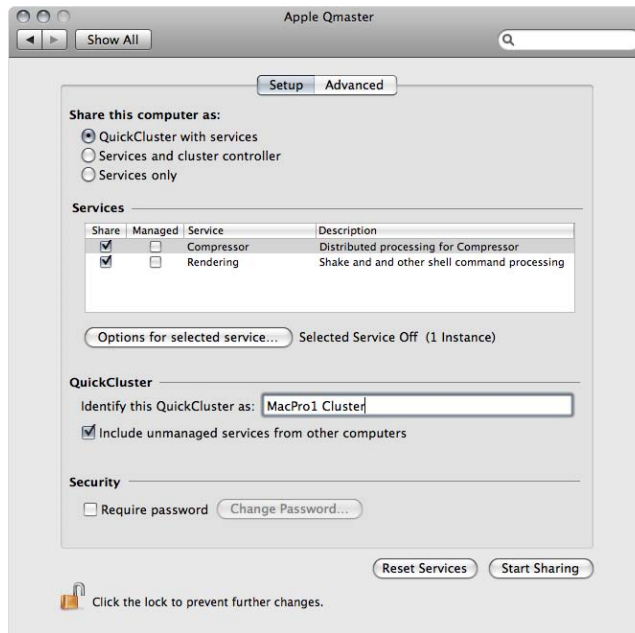 Apple Qmaster
Show All
Setup Advanced
Share this computer as:
QuickCluster with services
Services and cluster controller
Services only
Services
Share Managed Service Description
Compressor Distributed processing for Compressor
Rendering Shake and and other shell command processing
Options for selected service... Selected Service Off (1 Instance)
QuickCluster
Identify this QuickCluster as: MacPro1 Cluster
Include unmanaged services from other computers
Security
Require password Change Password...
Reset Services Start Sharing
Click the lock to prevent further changes.